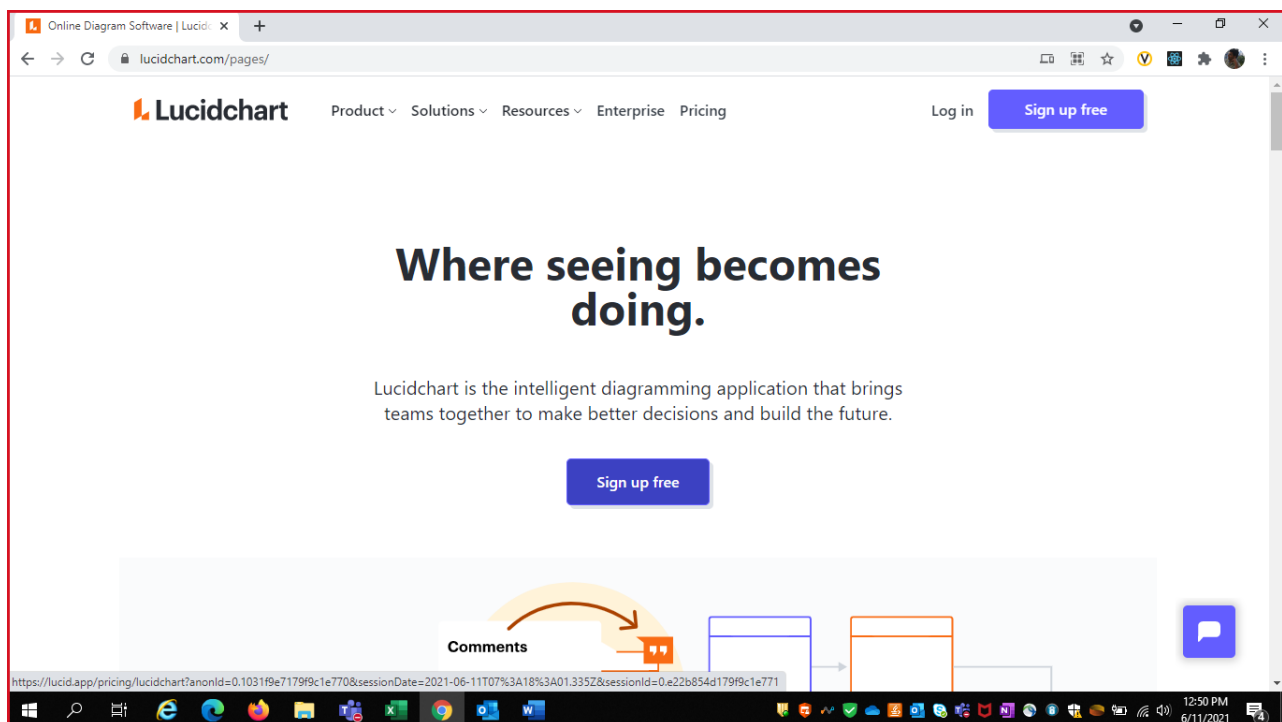 Online Diagram Software | Lucidc
lucidchart.com/pages/
Lucidchart Product Solutions Resources Enterprise Pricing Log in Sign up free
Where seeing becomes
doing.
Lucidchart is the intelligent diagramming application that brings
teams together to make better decisions and build the future.
Sign up free
Comments
https://lucid.app/pricing/lucidchart?anonId=0.1031f9e7179f9c1e770&sessionDate=2021-06-11T07%3A18%3A01.335Z&sessionId=0.e22b854d179f9c1e771
12:50 PM
6/11/2021